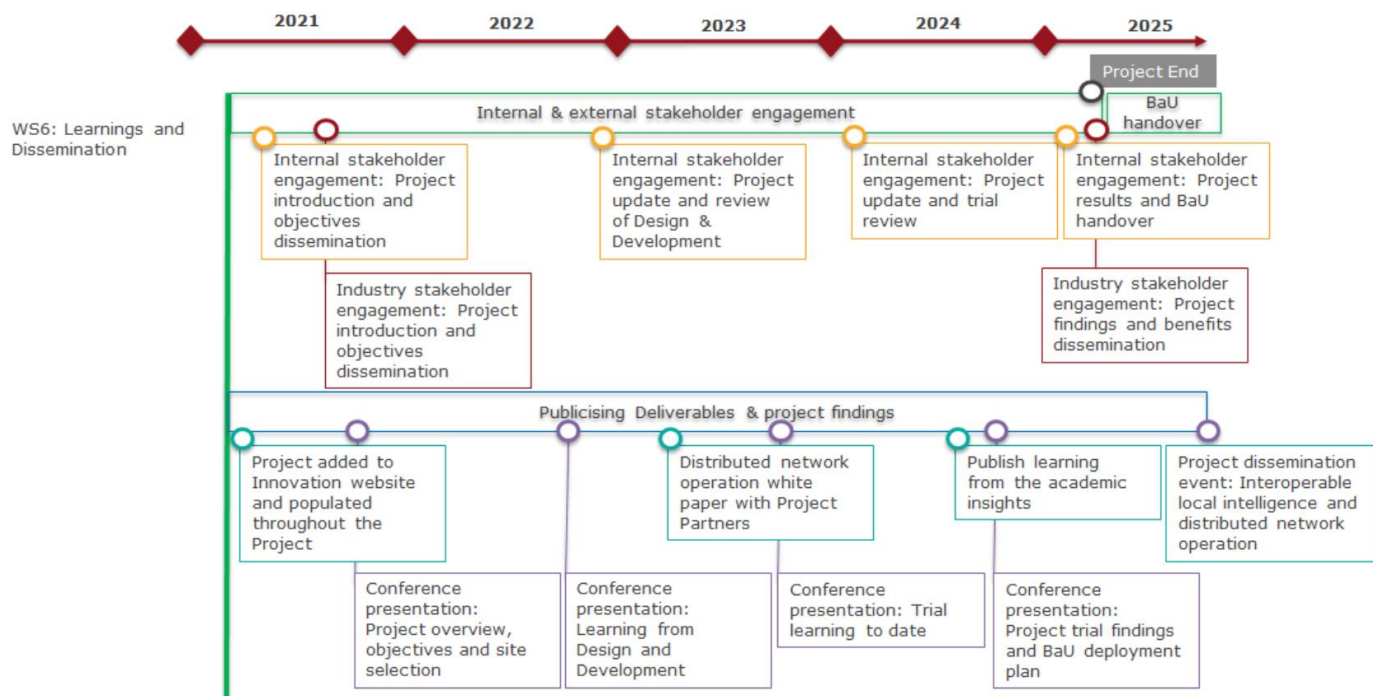 2021
2022
2023
2024
2025
Project End
Internal & external stakeholder engagement
BaU
handover
WS6: Learnings and
Dissemination
Internal stakeholder
engagement: Project
introduction and
objectives
dissemination
Internal stakeholder
engagement: Project
update and review
of Design &
Development
Internal stakeholder
engagement: Project
update and trial
review
Internal stakeholder
engagement: Project
results and BaU
handover
Industry stakeholder
engagement: Project
introduction and
objectives
dissemination
Industry stakeholder
engagement: Project
findings and benefits
dissemination
Publicising Deliverables & project findings
Project added to
Innovation website
and populated
throughout the
Project
Distributed network
operation white
paper with Project
Partners
Publish learning
from the academic
insights
Project dissemination
event: Interoperable
local intelligence and
distributed network
operation
Conference
presentation:
Project overview,
objectives and site
selection
Conference
presentation:
Learning from
Design and
Development
Conference
presentation: Trial
learning to date
Conference
presentation:
Project trial findings
and BaU deployment
plan